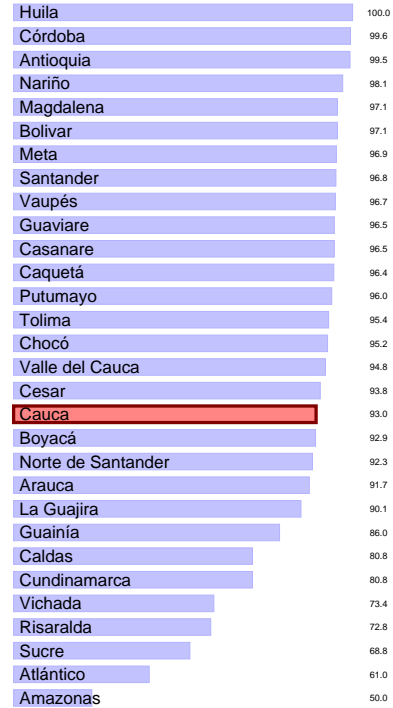 Huila 100.0
Córdoba 99.6
Antioquia 99.5
Nariño 98.1
Magdalena 97.1
Bolivar 97.1
Meta 96.9
Santander 96.8
Vaupés 96.7
Guaviare 96.5
Casanare 96.5
Caquetá 96.4
Putumayo 96.0
Tolima 95.4
Chocó 95.2
Valle del Cauca 94.8
Cesar 93.8
Cauca 93.0
Boyacá 92.9
Norte de Santander 92.3
Arauca 91.7
La Guajira 90.1
Guainía 86.0
Caldas 80.8
Cundinamarca 80.8
Vichada 73.4
Risaralda 72.8
Sucre 68.8
Atlántico 61.0
Amazonas 50.0